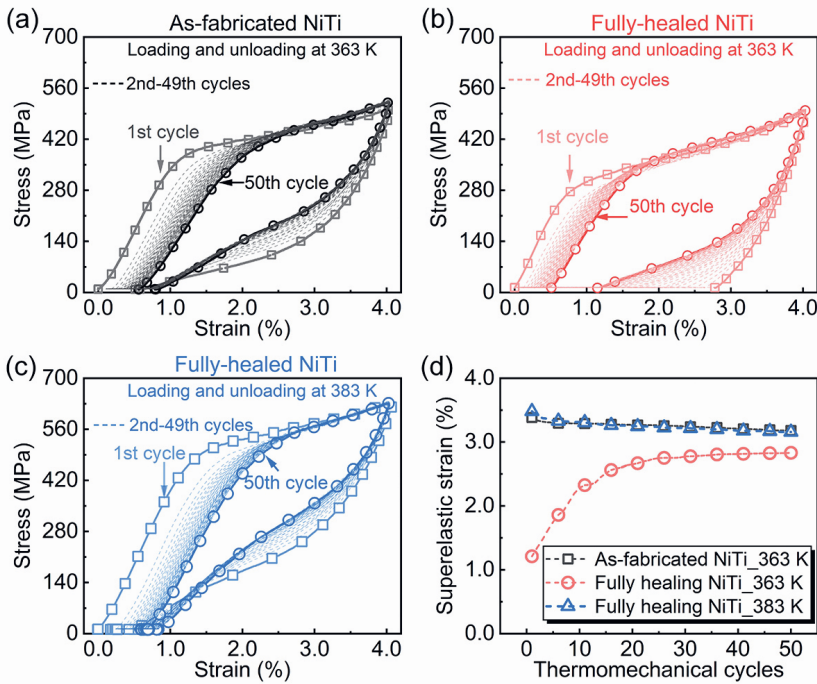 (a)
As-fabricated NiTi
Loading and unloading at 363 K
2nd-49th cycles
1st cycle
50th cycle
700
560
420
280
140
0
Stress (MPa)
0.0 1.0 2.0 3.0 4.0
Strain (%)
(b)
Fully-healed NiTi
Loading and unloading at 363 K
2nd-49th cycles
1st cycle
50th cycle
700
560
420
280
140
0
Stress (MPa)
0.0 1.0 2.0 3.0 4.0
Strain (%)
(c)
Fully-healed NiTi
Loading and unloading at 383 K
2nd-49th cycles
1st cycle
50th cycle
700
560
420
280
140
0
Stress (MPa)
0.0 1.0 2.0 3.0 4.0
Strain (%)
(d)
4.0
3.0
2.0
1.0
0.0
Superelastic strain (%)
As-fabricated NiTi_363 K
Fully healing NiTi_363 K
Fully healing NiTi_383 K
0 10 20 30 40 50
Thermomechanical cycles